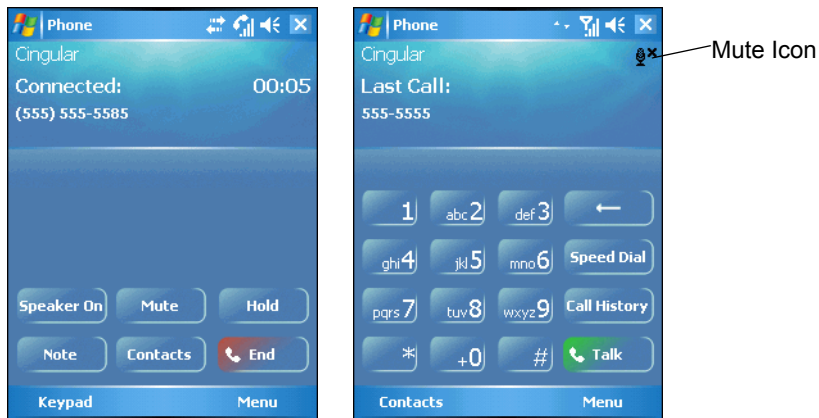 Phone
Cingular
Connected: 00:05
(555) 555-5585
Speaker On Mute Hold
Note Contacts End
Keypad Menu
Phone
Cingular
Mute Icon
Last Call:
555-5555
1 abc2 def3
ghi4 jkl5 mno6 Speed Dial
pqrs7 tuv8 wxyz9 Call History
* +0 # Talk
Contacts Menu